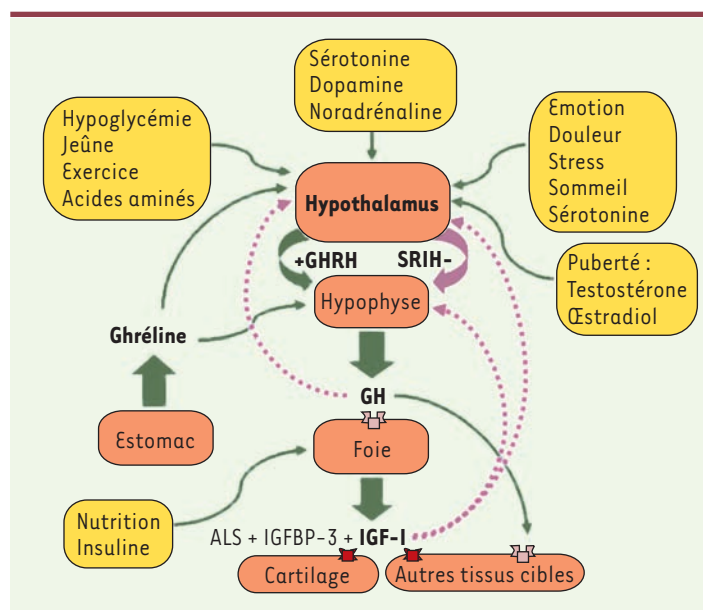 Sérotonine
Dopamine
Noradrénaline
Hypoglycémie
Jeûne
Exercice
Acides aminés
Emotion
Douleur
Stress
Sommeil
Sérotonine
Hypothalamus
+GHRH
SRIH-
Puberté :
Testostérone
Œstradiol
Hypophyse
Ghréline
GH
Estomac
Foie
Nutrition
Insuline
ALS + IGFBP-3 + IGF-I
Cartilage
Autres tissus cibles